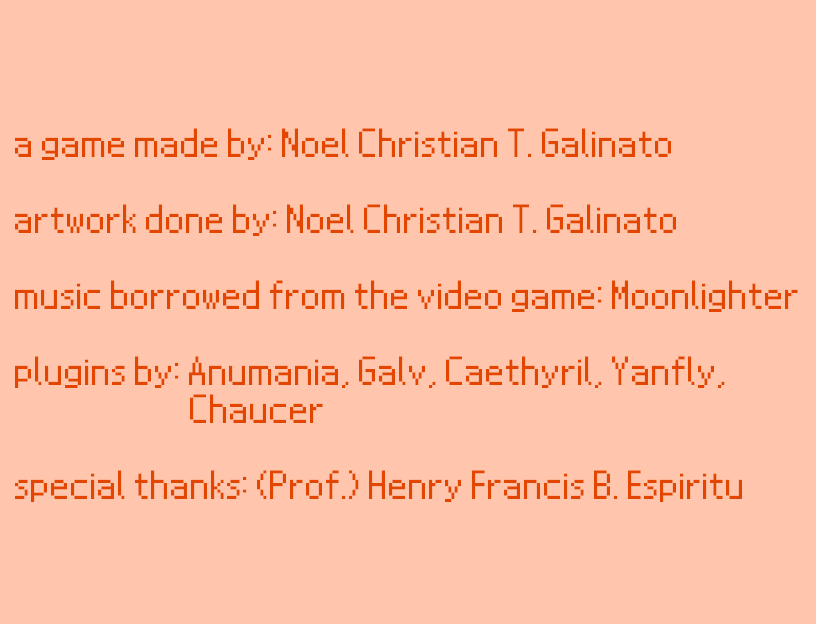 a game made by: Noel Christian T. Galinato
artwork done by: Noel Christian T. Galinato
music borrowed from the video game: Moonlighter
plugins by: Anumania, Galv, Caethyril, Yanfly,
Chaucer
special thanks: (Prof.) Henry Francis B. Espiritu